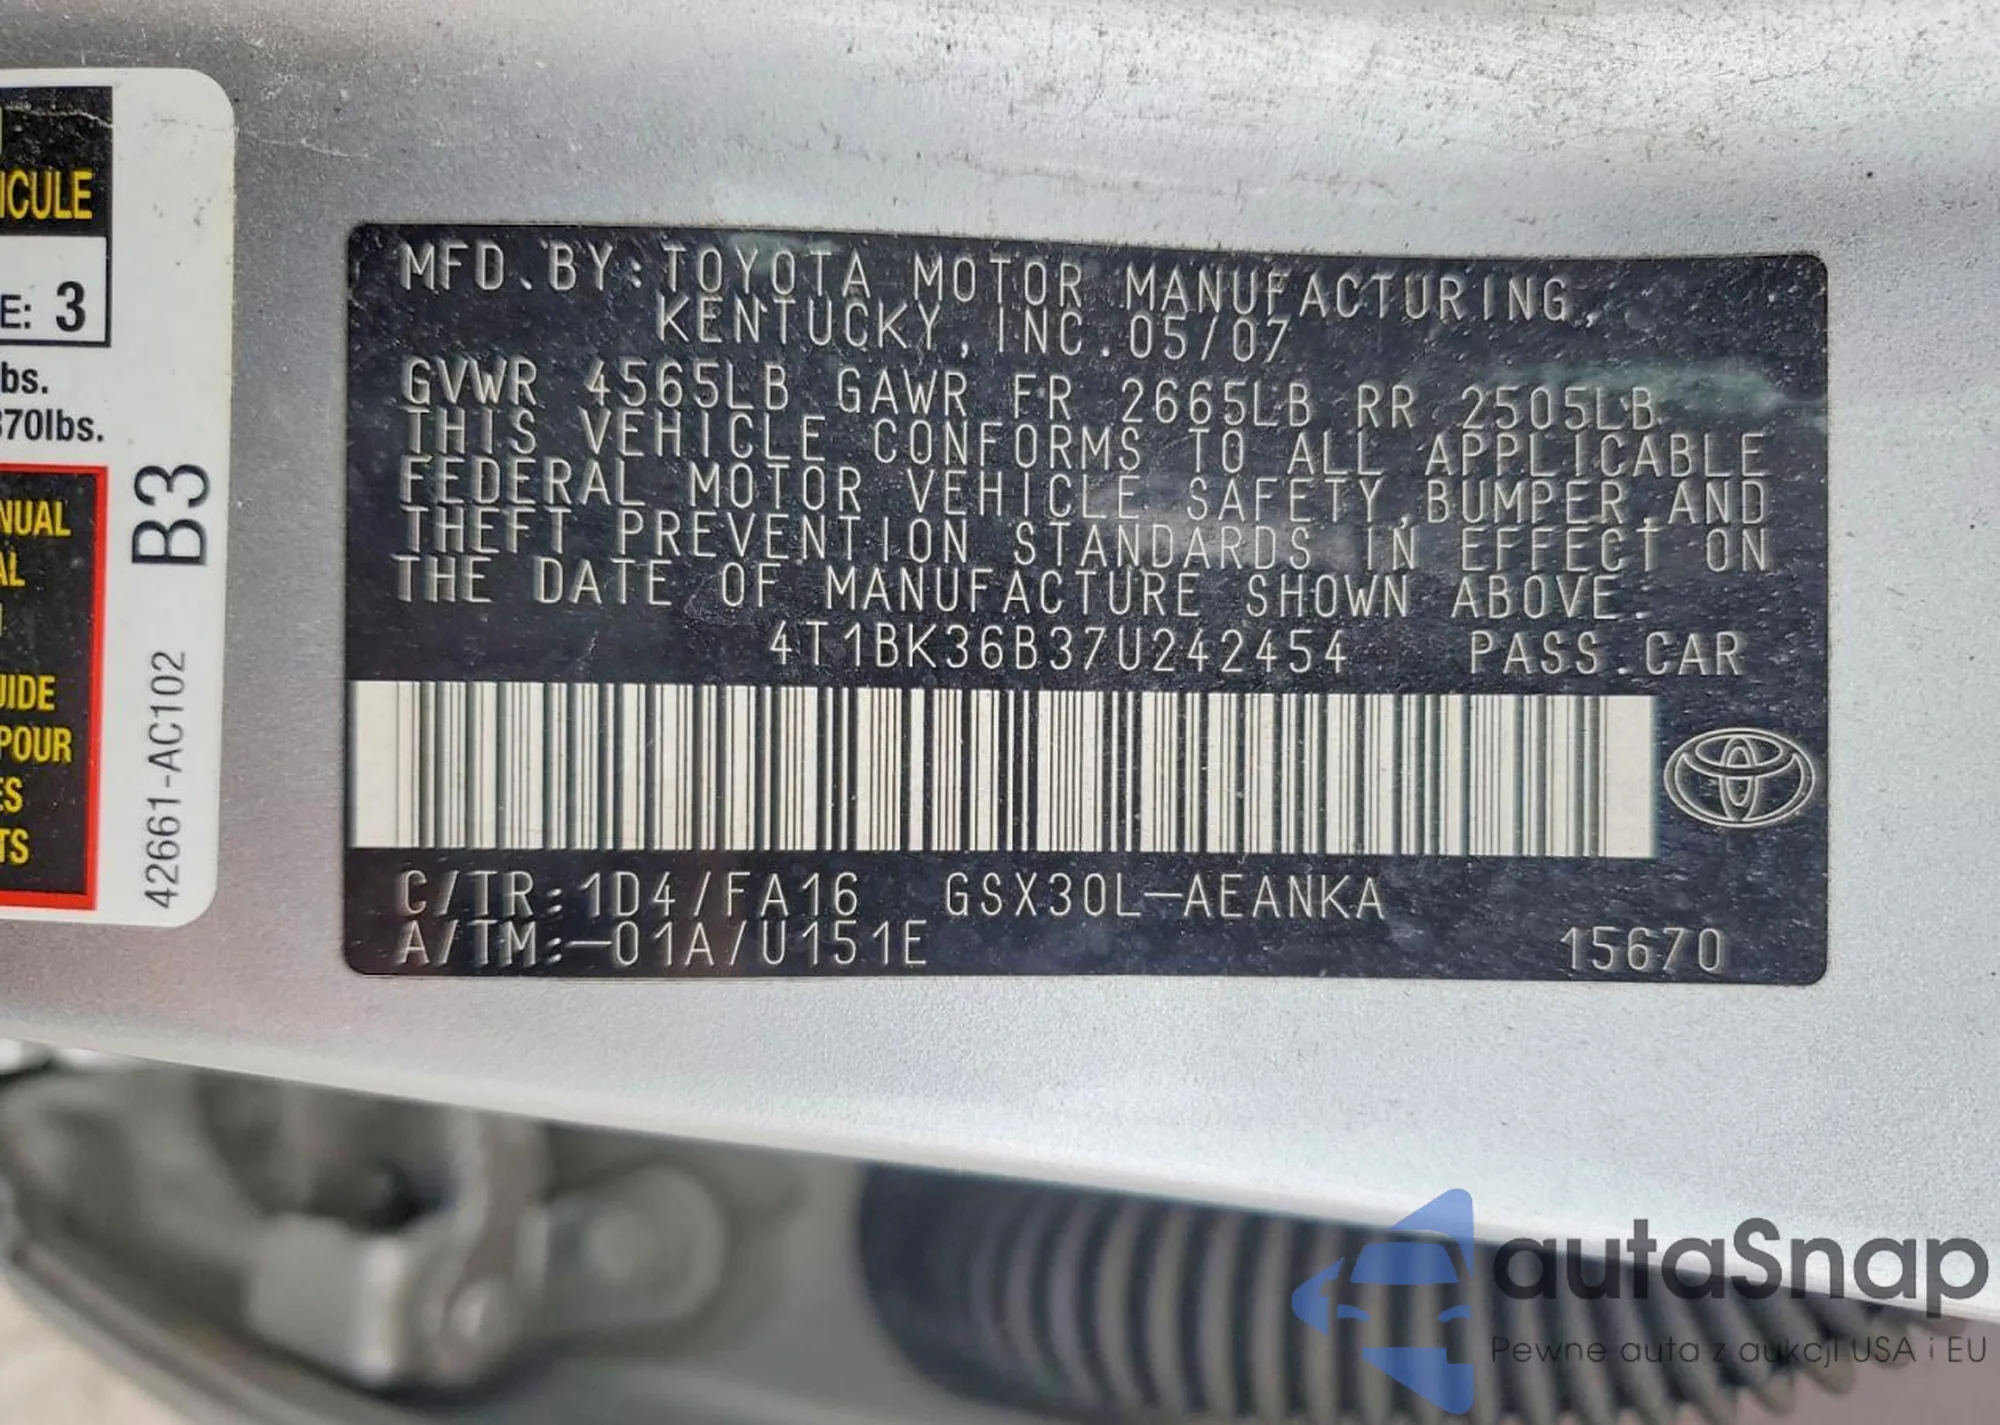 ICULE
E: 3
bs.
370lbs.
NUAL
AL
UIDE
POUR
ES
TS
B3
42661-AC102
MFD. BY: TOYOTA MOTOR MANUFACTURING,
KENTUCKY, INC. 05/07
GVWR 4565LB GAWR FR 2665LB RR 2505LB
THIS VEHICLE CONFORMS TO ALL APPLICABLE
FEDERAL MOTOR VEHICLE SAFETY, BUMPER, AND
THEFT PREVENTION STANDARDS IN EFFECT ON
THE DATE OF MANUFACTURE SHOWN ABOVE.
4T1BK36B37U242454 PASS. CAR
C/TR: 1D4/FA16 GSX30L-AEANKA
A/TM:-01A/U151E 15670
autaSnap
Pewne auta z aukcji USA i EU